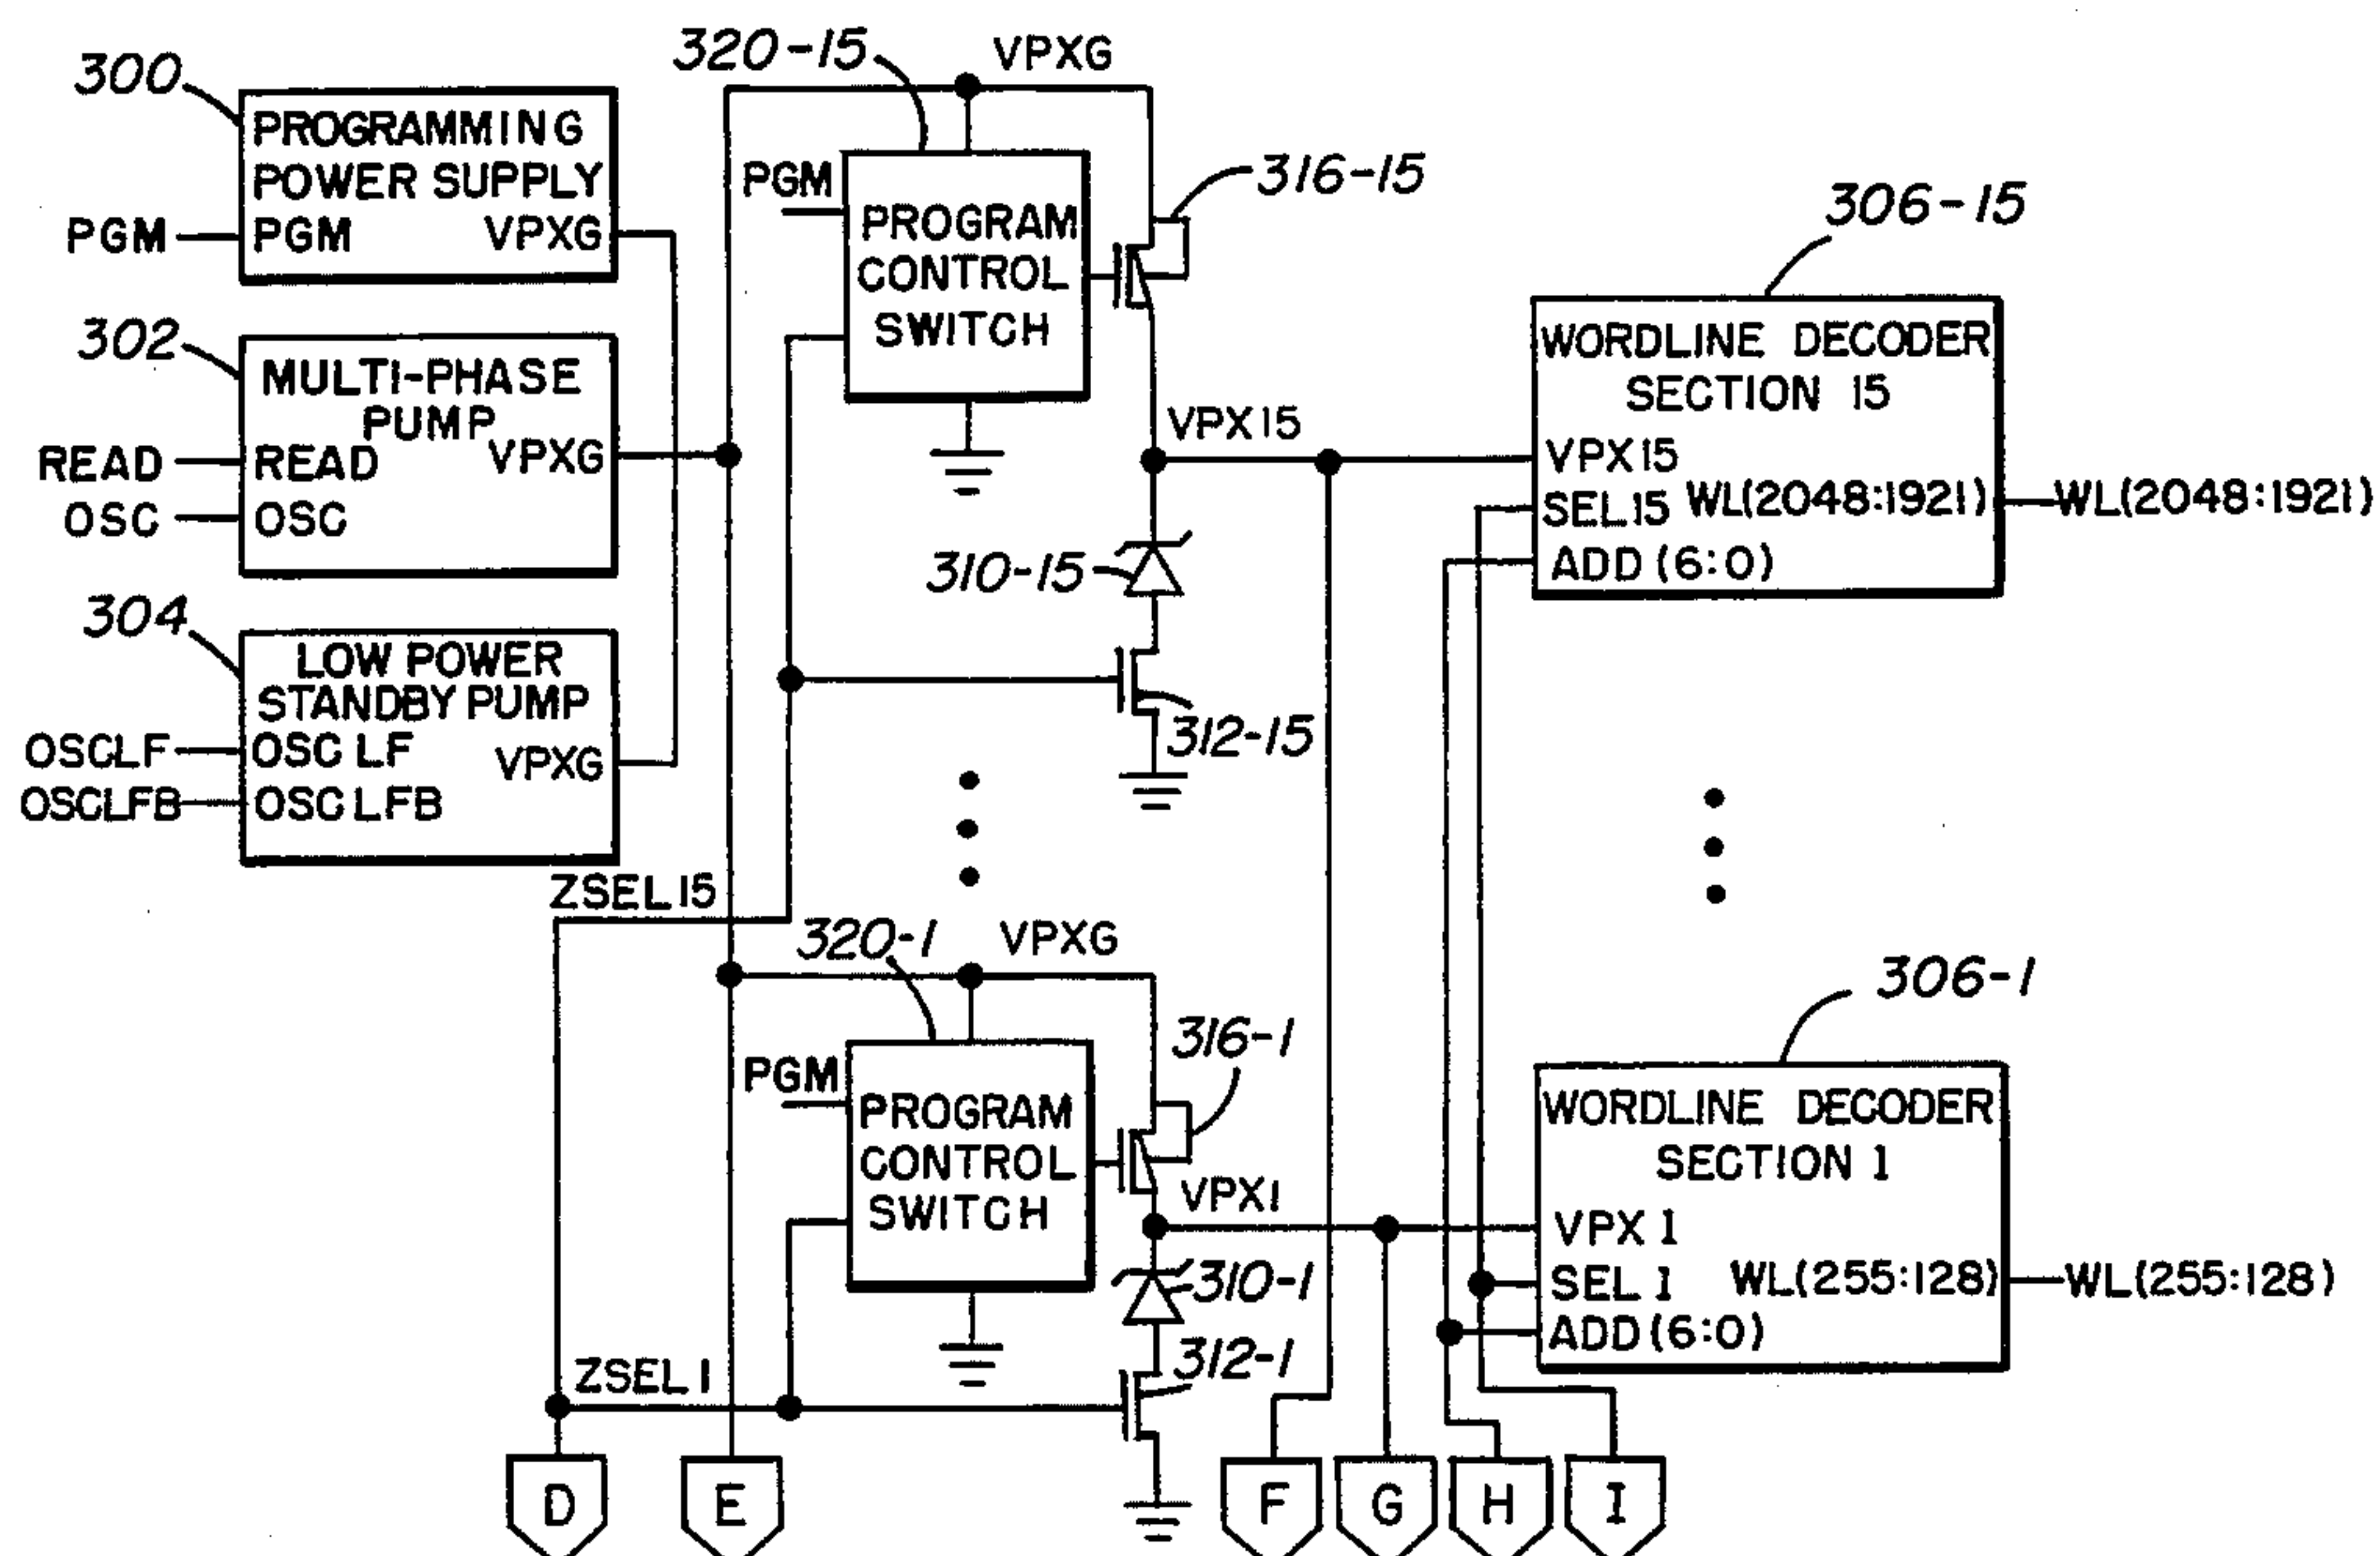 300
PROGRAMMING
POWER SUPPLY
PGM
PGM
VPXG
302
MULTI-PHASE
PUMP
READ
READ
VPXG
OSC
OSC
304
LOW POWER
STANDBY PUMP
OSCLF
OSC LF
VPXG
OSCLFB
OSC LFB
320-15
VPXG
PGM
PROGRAM
CONTROL
SWITCH
316-15
VPX15
310-15
312-15
ZSEL15
306-15
WORDLINE DECODER
SECTION 15
VPX15
SEL15 WL(2048:1921)
WL(2048:1921)
ADD (6:0)
320-1
VPXG
PGM
PROGRAM
CONTROL
SWITCH
316-1
VPX1
310-1
312-1
ZSEL1
306-1
WORDLINE DECODER
SECTION 1
VPX 1
SEL 1 WL(255:128)
WL(255:128)
ADD (6:0)
D
E
F
G
H
I